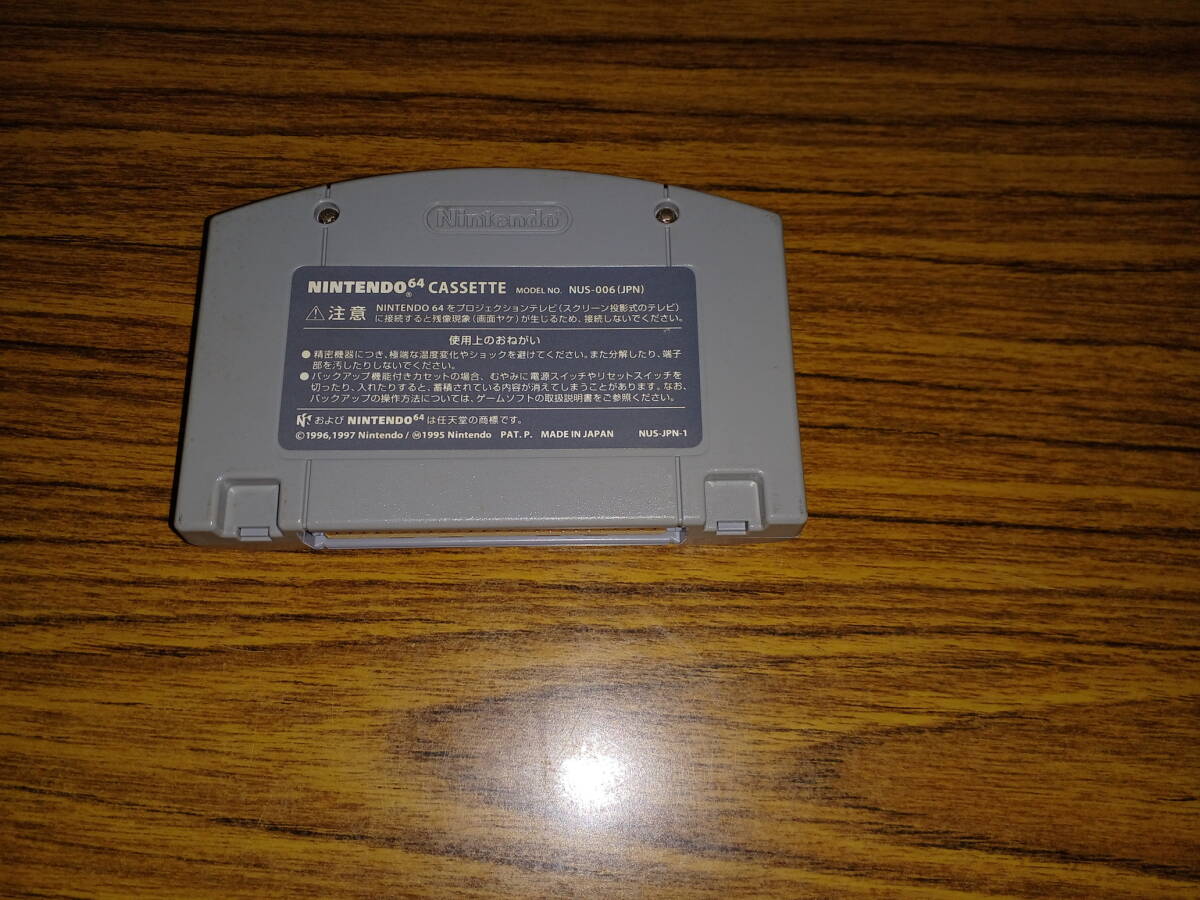 Nintendo
NINTENDO64 CASSETTE MODEL NO. NUS-006(JPN)
® 
⚠注意 NINTENDO 64をプロジェクションテレビ(スクリーン投影式のテレビ)
に接続すると残像現象(画面ヤケ)が生じるため、接続しないでください。
使用上のおねがい
●精密機器につき、極端な温度変化やショックを避けてください。また分解したり、端子
部を汚したりしないでください。
●バックアップ機能付きカセットの場合、むやみに電源スイッチやリセットスイッチを
切ったり、入れたりすると、蓄積されている内容が消えてしまうことがあります。なお、
バックアップの操作方法については、ゲームソフトの取扱説明書をご参照ください。
および NINTENDO64は任天堂の商標です。
©1996,1997 Nintendo/Ⓜ1995 Nintendo PAT. P. MADE IN JAPAN NUS-JPN-1